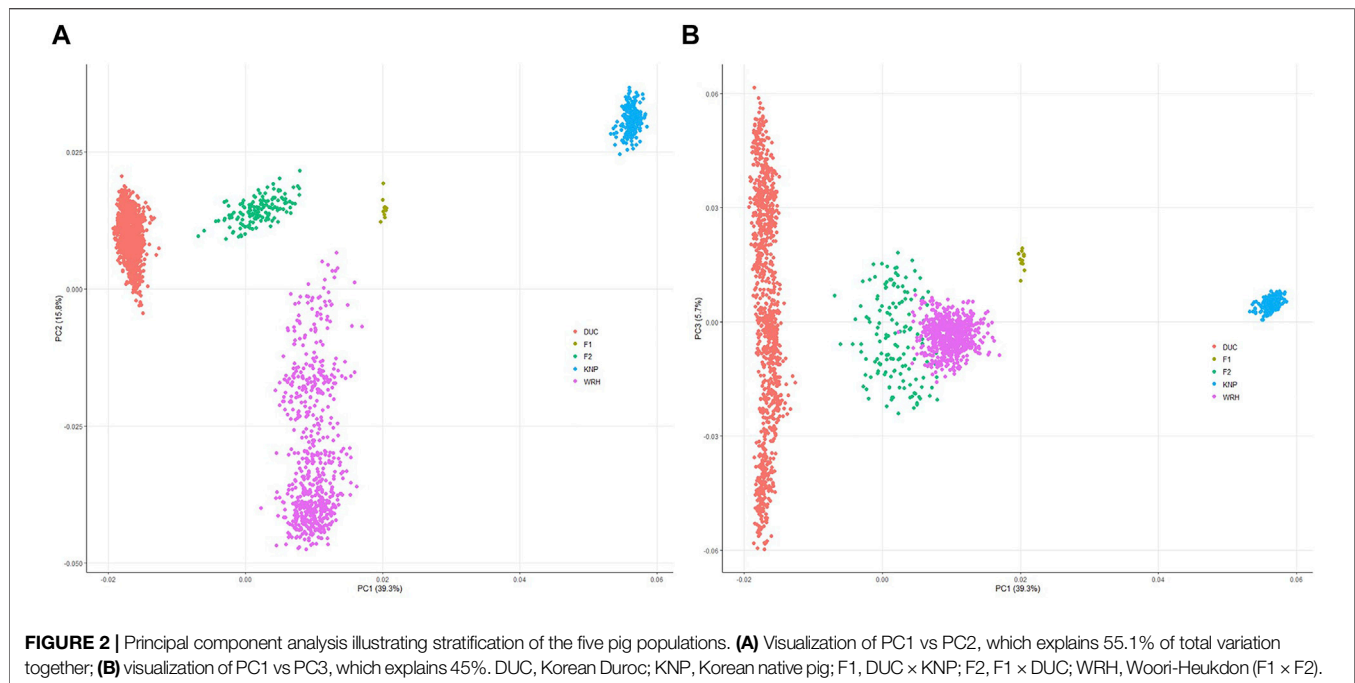 A
B
0.025
0.000
-0.025
-0.050
PC2 (15.8%)
-0.02
0.00
0.02
0.04
0.06
PC1 (39.3%)
DUC
F1
F2
KNP
WRH
0.06
0.03
0.00
-0.03
-0.06
PC3 (5.7%)
-0.02
0.00
0.02
0.04
0.06
PC1 (39.3%)
DUC
F1
F2
KNP
WRH
FIGURE 2 | Principal component analysis illustrating stratification of the five pig populations. (A) Visualization of PC1 vs PC2, which explains 55.1% of total variation
together; (B) visualization of PC1 vs PC3, which explains 45%. DUC, Korean Duroc; KNP, Korean native pig; F1, DUC × KNP; F2, F1 × DUC; WRH, Woori-Heukdon (F1 × F2).